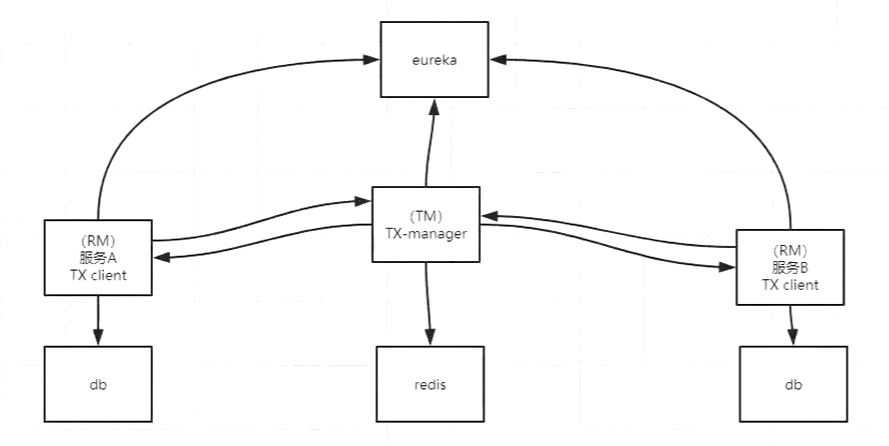 eureka
(TM)
TX-manager
(RM)
服务A
TX client
(RM)
服务B
TX client
db
redis
db